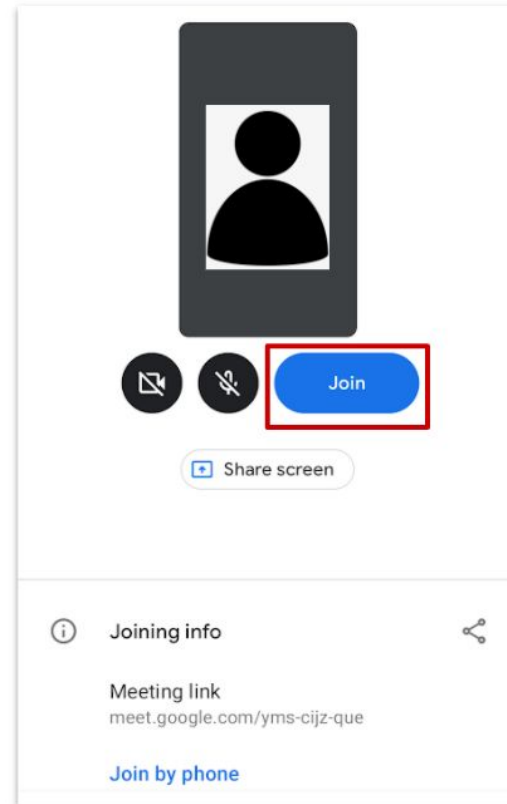 Join
Share screen
Joining info
Meeting link
meet.google.com/yms-cijz-que
Join by phone